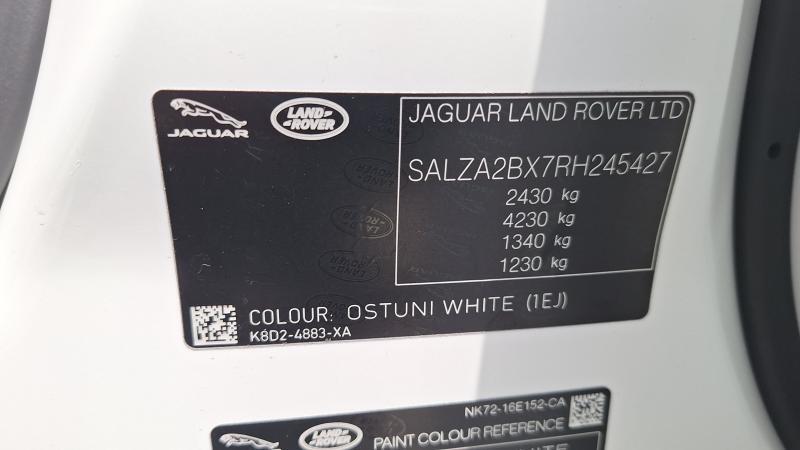 JAGUAR
LAND ROVER
JAGUAR LAND ROVER LTD
SALZA2BX7RH245427
2430 kg
4230 kg
1340 kg
1230 kg
COLOUR: OSTUNI WHITE (1EJ)
K8D2-4883-XA
NK72-16E152-CA
LAND ROVER
PAINT COLOUR REFERENCE